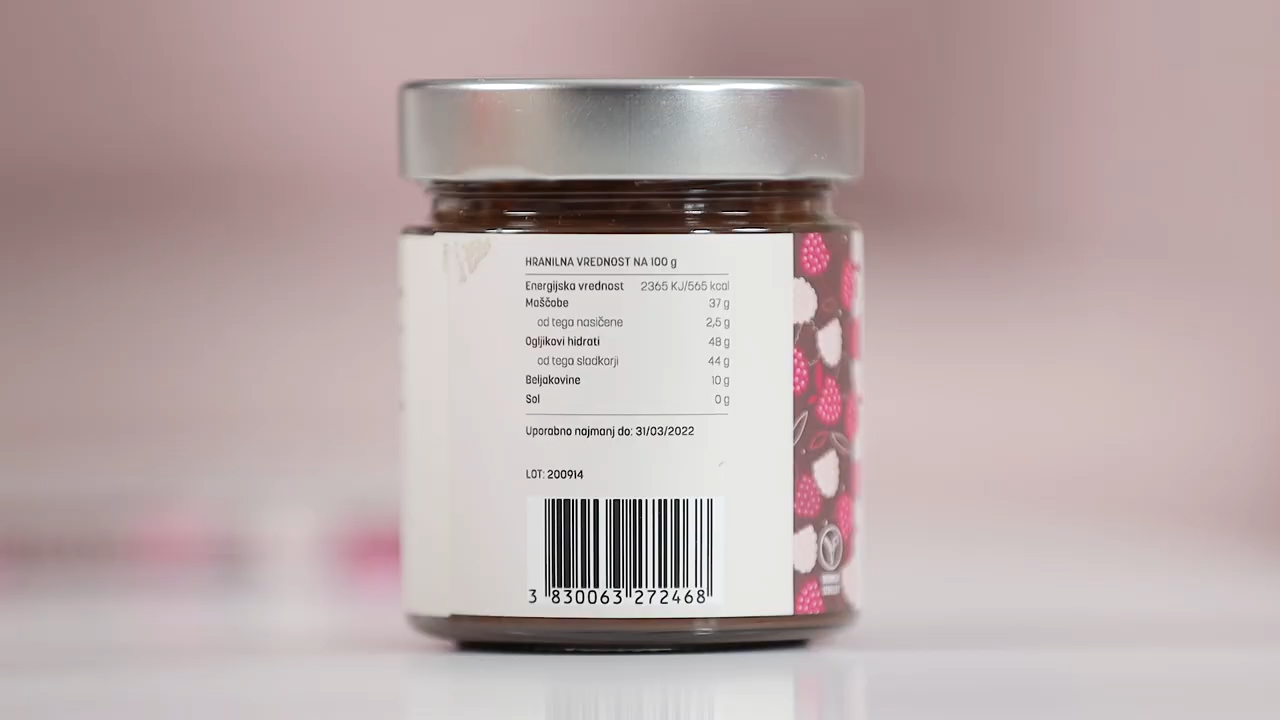 HRANILNA VREDNOST NA 100 g
Energijska vrednost 2365 KJ/565 kcal
Maščobe 37 g
od tega nasičene 2,5 g
Ogljikovi hidrati 48 g
od tega sladkorji 44 g
Beljakovine 10 g
Sol 0 g
Uporabno najmanj do: 31/03/2022
LOT: 200914
3 830063 272468